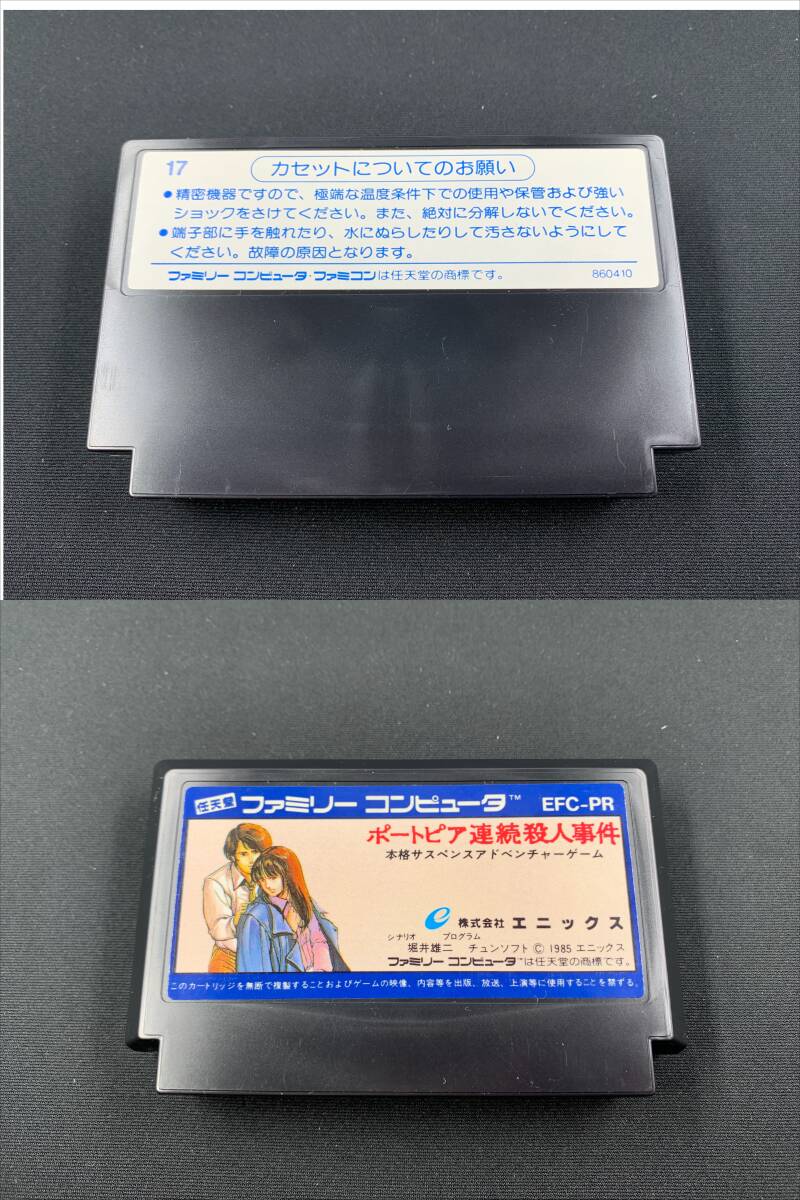 17
カセットについてのお願い
●精密機器ですので、極端な温度条件下での使用や保管および強い
ショックをさけてください。また、絶対に分解しないでください。
●端子部に手を触れたり、水にぬらしたりして汚さないようにして
ください。故障の原因となります。
ファミリー コンピュータ・ファミコンは任天堂の商標です。 860410
任天堂 ファミリー コンピュータ™ EFC-PR
ポートピア連続殺人事件
本格サスペンスアドベンチャーゲーム
e 株式会社 エニックス
シナリオ プログラム
堀井雄二 チュンソフト © 1985 エニックス
ファミリー コンピュータ™は任天堂の商標です。
このカートリッジを無断で複製することおよびゲームの映像、内容等を出版、放送、上演等に使用することを禁ずる。